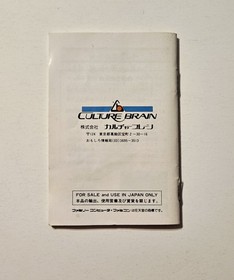 CULTURE BRAIN
株式会社 カルチャーブレーン
FOR SALE and USE IN JAPAN ONLY
本品の輸出、使用営業及び賃貸を禁じます。
ファミリーコンピュータ・ファミコンは任天堂の商標です。